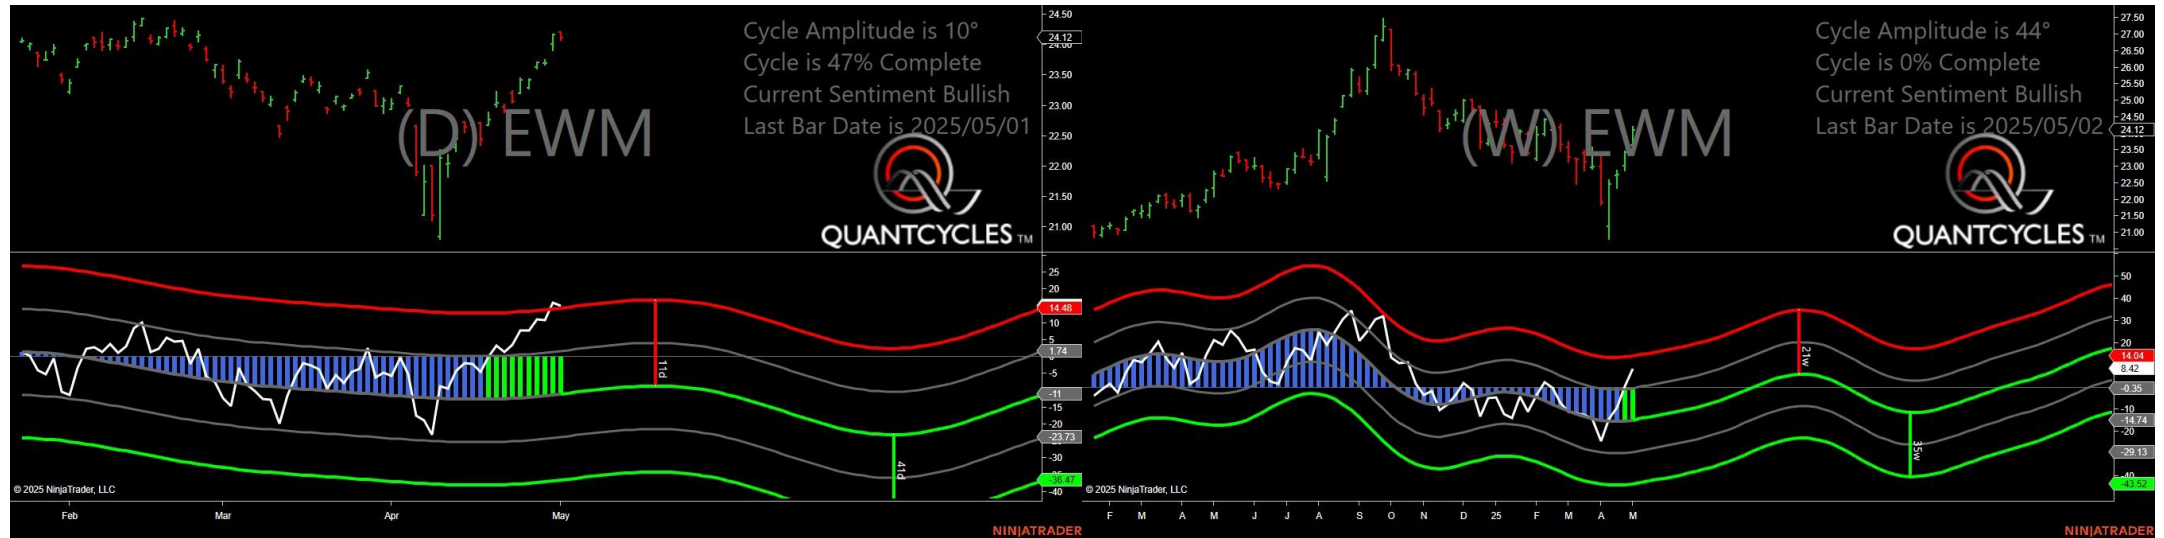 Cycle Amplitude is 10°
Cycle is 47% Complete
Current Sentiment Bullish
Last Bar Date is 2025/05/01
(D) EWM
QUANTCYCLES TM
24.50
24.12
24.00
23.50
23.00
22.50
22.00
21.50
21.00
25
20
14.48
10
5
1.74
-5
-11
-15
-20
-23.73
-30
-36.47
-40
11d
41d
© 2025 NinjaTrader, LLC
Feb Mar Apr May
NINJATRADER
Cycle Amplitude is 44°
Cycle is 0% Complete
Current Sentiment Bullish
Last Bar Date is 2025/05/02
(W) EWM
QUANTCYCLES TM
27.50
27.00
26.50
26.00
25.50
25.00
24.50
24.12
23.50
23.00
22.50
22.00
21.50
21.00
50
40
30
20
14.04
8.42
-0.35
-10
-14.74
-20
-29.13
-40
-43.52
21w
35w
© 2025 NinjaTrader, LLC
F M A M J J A S O N D 25 F M A M
NINJATRADER